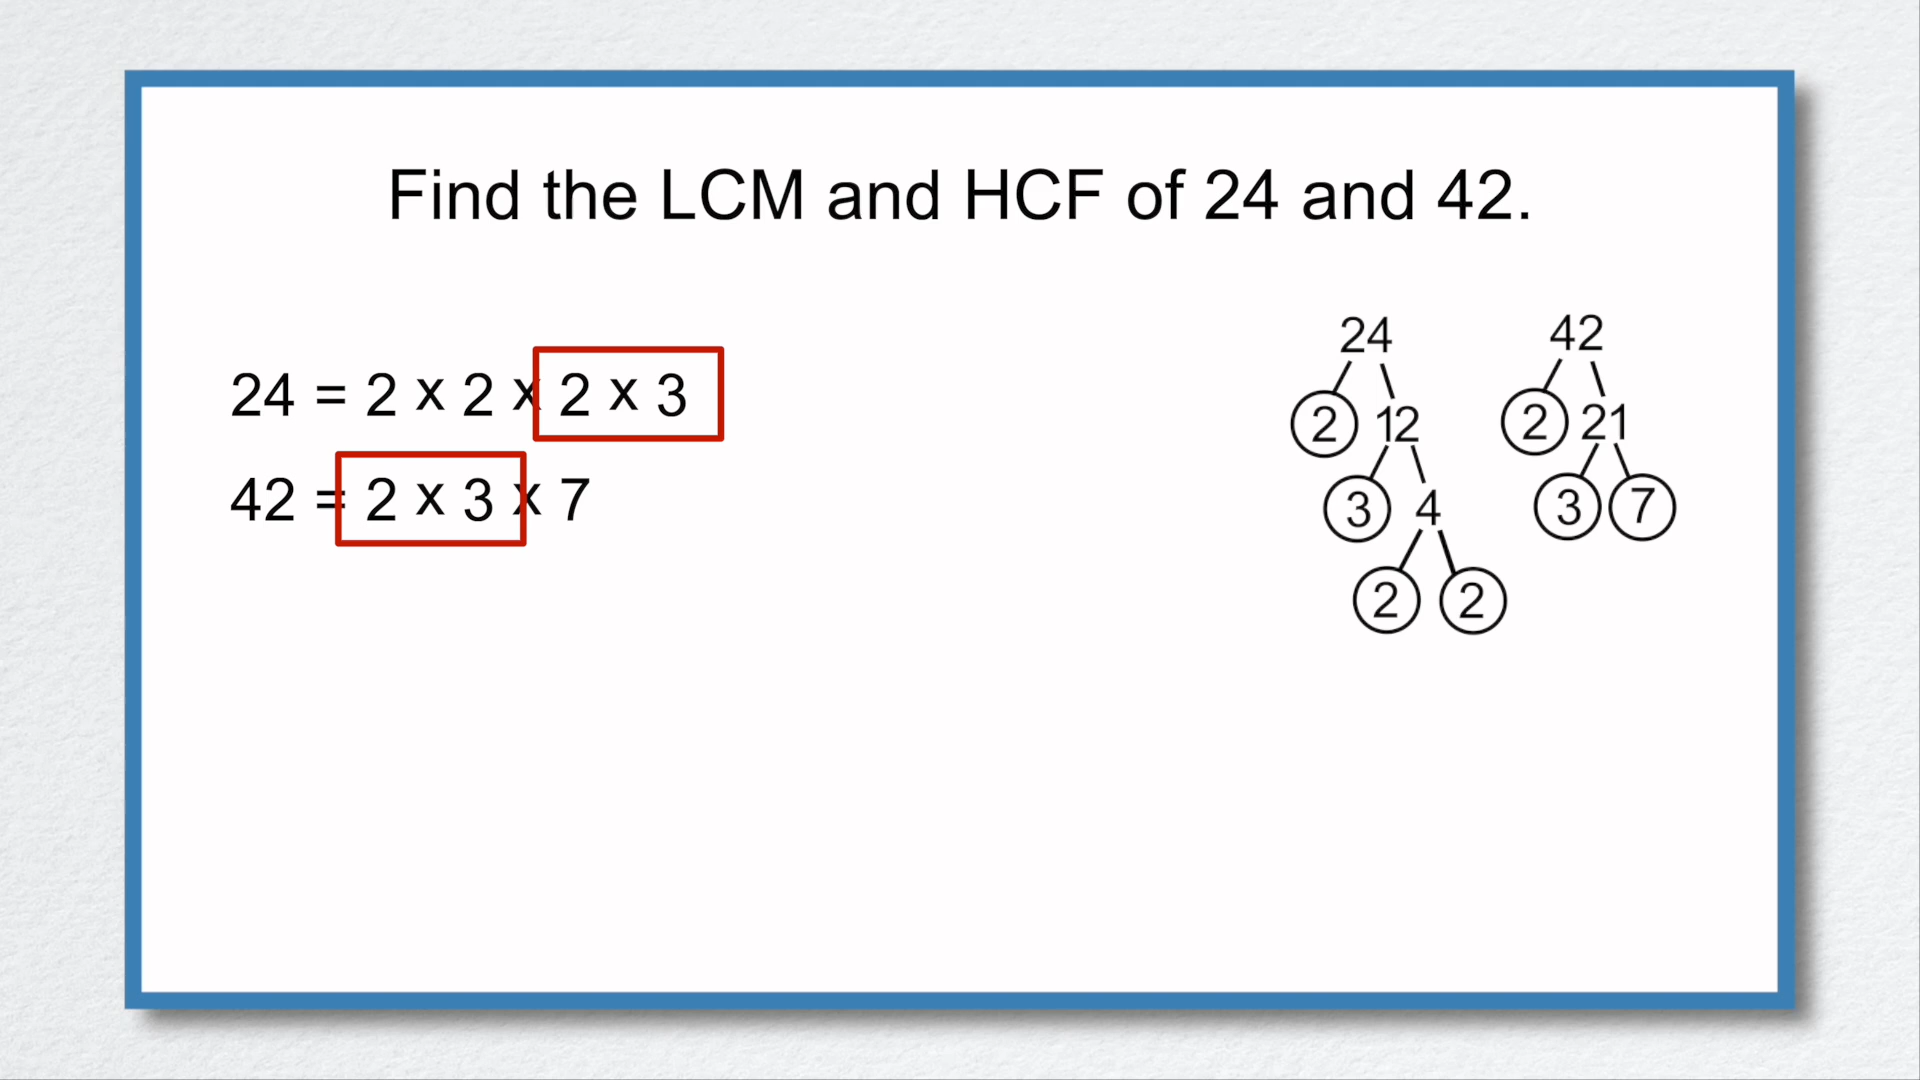 Find the LCM and HCF of 24 and 42.
24 = 2 x 2 x 2 x 3
42 = 2 x 3 x 7
24
2 12
3 4
2 2
42
2 21
3 7